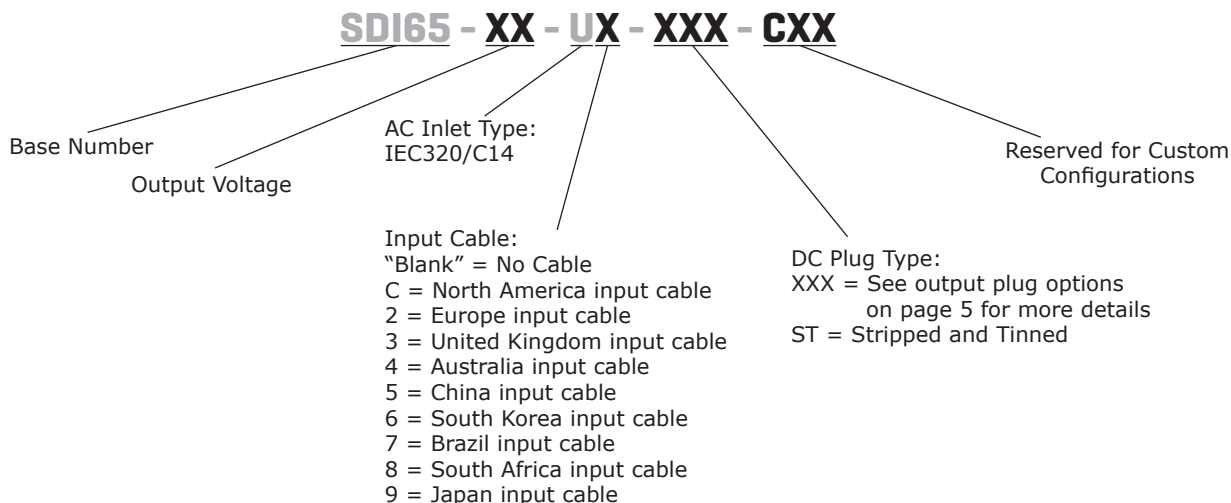 SDI65 - XX - UX - XXX - CXX
Base Number
Output Voltage
AC Inlet Type:
IEC320/C14
Input Cable:
“Blank” = No Cable
C = North America input cable
2 = Europe input cable
3 = United Kingdom input cable
4 = Australia input cable
5 = China input cable
6 = South Korea input cable
7 = Brazil input cable
8 = South Africa input cable
9 = Japan input cable
DC Plug Type:
XXX = See output plug options
on page 5 for more details
ST = Stripped and Tinned
Reserved for Custom
Configurations